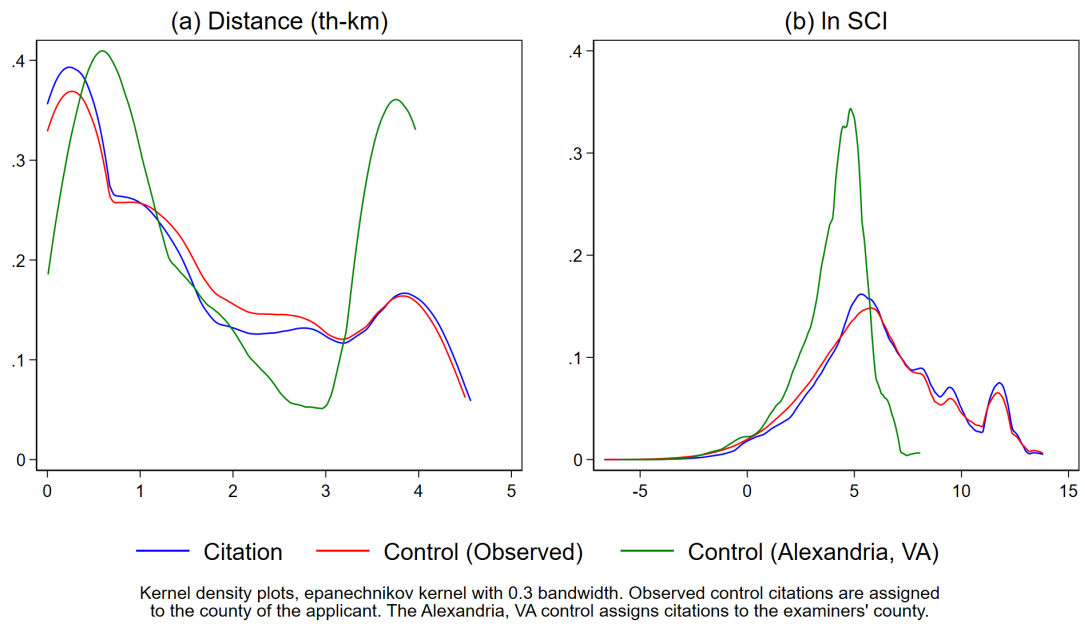 (a) Distance (th-km)
(b) ln SCI
.4
.3
.2
.1
0
0 1 2 3 4 5
.4
.3
.2
.1
0
-5 0 5 10 15
Citation Control (Observed) Control (Alexandria, VA)
Kernel density plots, epanechnikov kernel with 0.3 bandwidth. Observed control citations are assigned
to the county of the applicant. The Alexandria, VA control assigns citations to the examiners' county.